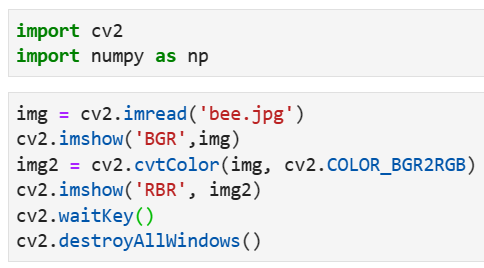 import cv2
import numpy as np
img = cv2.imread('bee.jpg')
cv2.imshow('BGR',img)
img2 = cv2.cvtColor(img, cv2.COLOR_BGR2RGB)
cv2.imshow('RBR', img2)
cv2.waitKey()
cv2.destroyAllWindows()